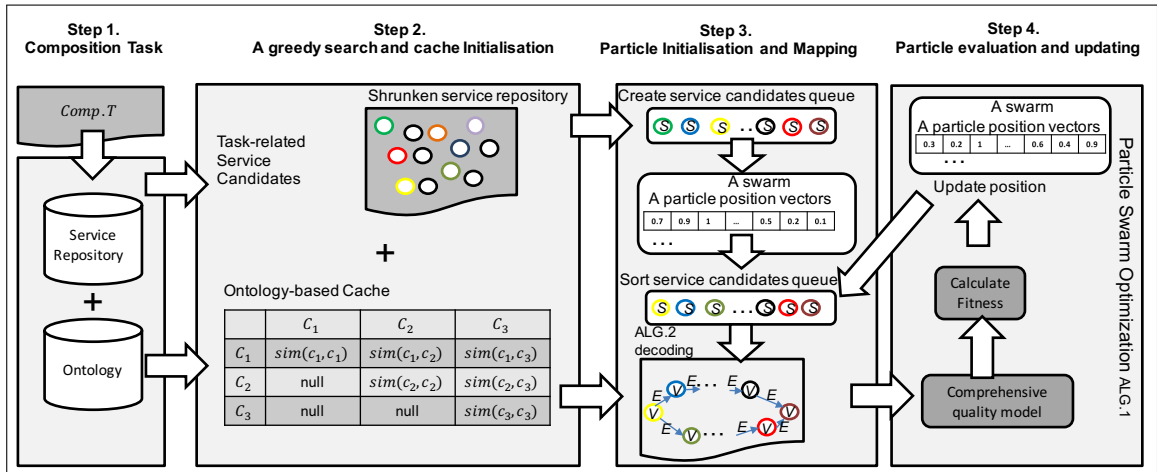 Step 1.
Composition Task
Step 2.
A greedy search and cache Initialisation
Step 3.
Particle Initialisation and Mapping
Step 4.
Particle evaluation and updating
Comp.T
Service
Repository
+
Ontology
Shrunken service repository
Task-related
Service
Candidates
+
Ontology-based Cache
C₁ C₂ C₃
C₁ sim(c₁,c₁) sim(c₁,c₂) sim(c₁,c₃)
C₂ null sim(c₂,c₂) sim(c₂,c₃)
C₃ null null sim(c₃,c₃)
Create service candidates queue
S S S .. S S S
A swarm
A particle position vectors
0.7 0.9 1 ... 0.5 0.2 0.1
...
Sort service candidates queue
S S S ... S S S
ALG.2
decoding
E V ... E V
V E
E V ... E V E V
A swarm
A particle position vectors
0.3 0.2 1 ... 0.6 0.4 0.9
...
Update position
Calculate
Fitness
Comprehensive
quality model
Particle Swarm Optimization ALG.1